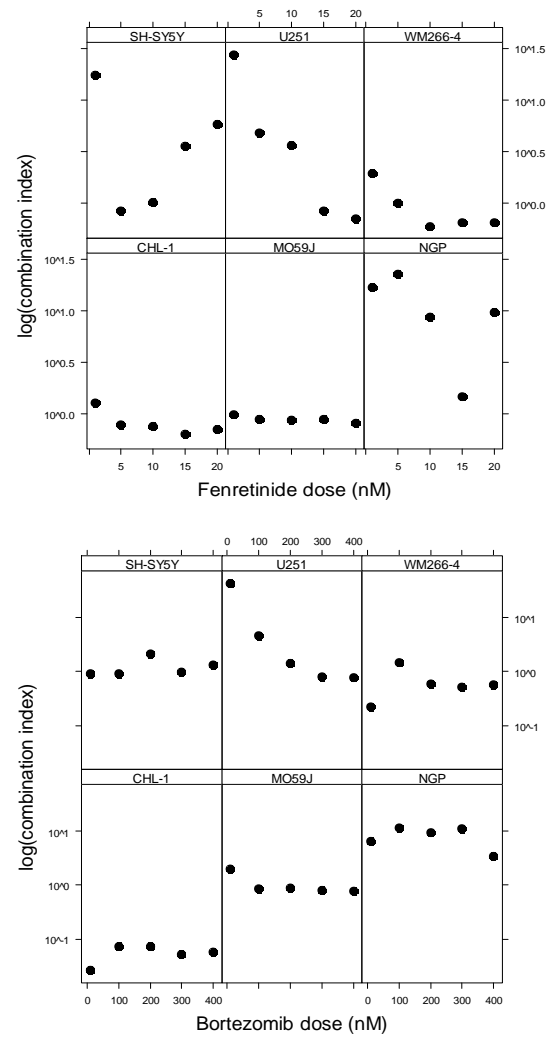 5 10 15 20
SH-SY5Y U251 WM266-4
10^1.5
10^1.0
10^0.5
10^0.0
CHL-1 MO59J NGP
10^1.5
10^1.0
10^0.5
10^0.0
log(combination index)
5 10 15 20 5 10 15 20
Fenretinide dose (nM)
0 100 200 300 400
SH-SY5Y U251 WM266-4
10^1
10^0
10^-1
CHL-1 MO59J NGP
10^1
10^0
10^-1
log(combination index)
0 100 200 300 400 0 100 200 300 400
Bortezomib dose (nM)